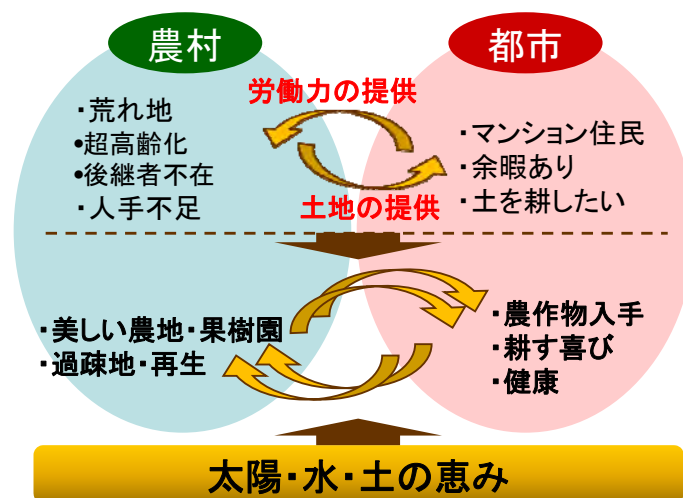 農村
都市
労働力の提供
・荒れ地
•超高齢化
•後継者不在
・人手不足
・マンション住民
・余暇あり
・土を耕したい
土地の提供
・美しい農地・果樹園
・過疎地・再生
・農作物入手
・耕す喜び
・健康
太陽・水・土の恵み